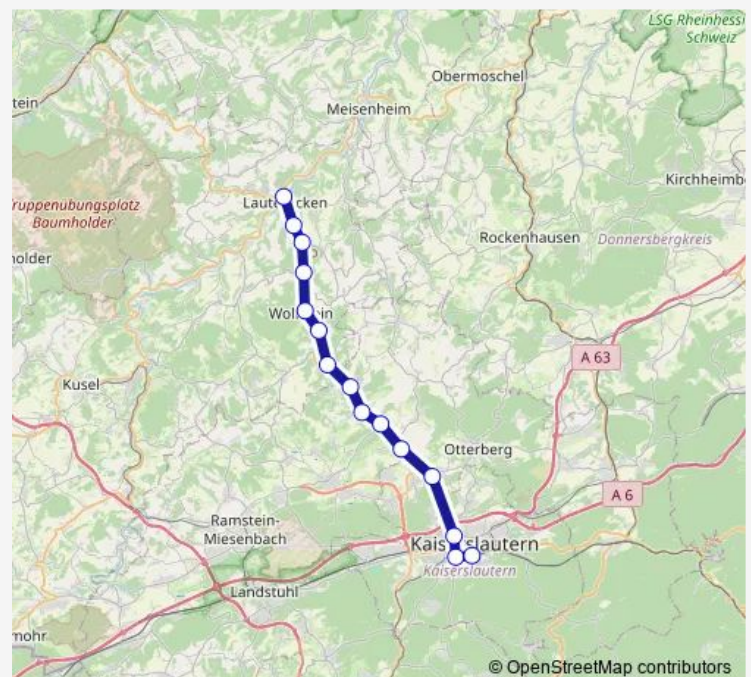 LSG Rheinhessi
Schweiz
Obermoschel
tein
Meisenheim
Kirchheimb
ruppenübungsplatz
Baumholder
Rockenhausen
Donnersbergkreis
holder
A 63
Kusel
Otterberg
A 6
Ramstein-
Miesenbach
Kaiserslautern
Kaiserslautern
Landstuhl
mohr
© OpenStreetMap contributors